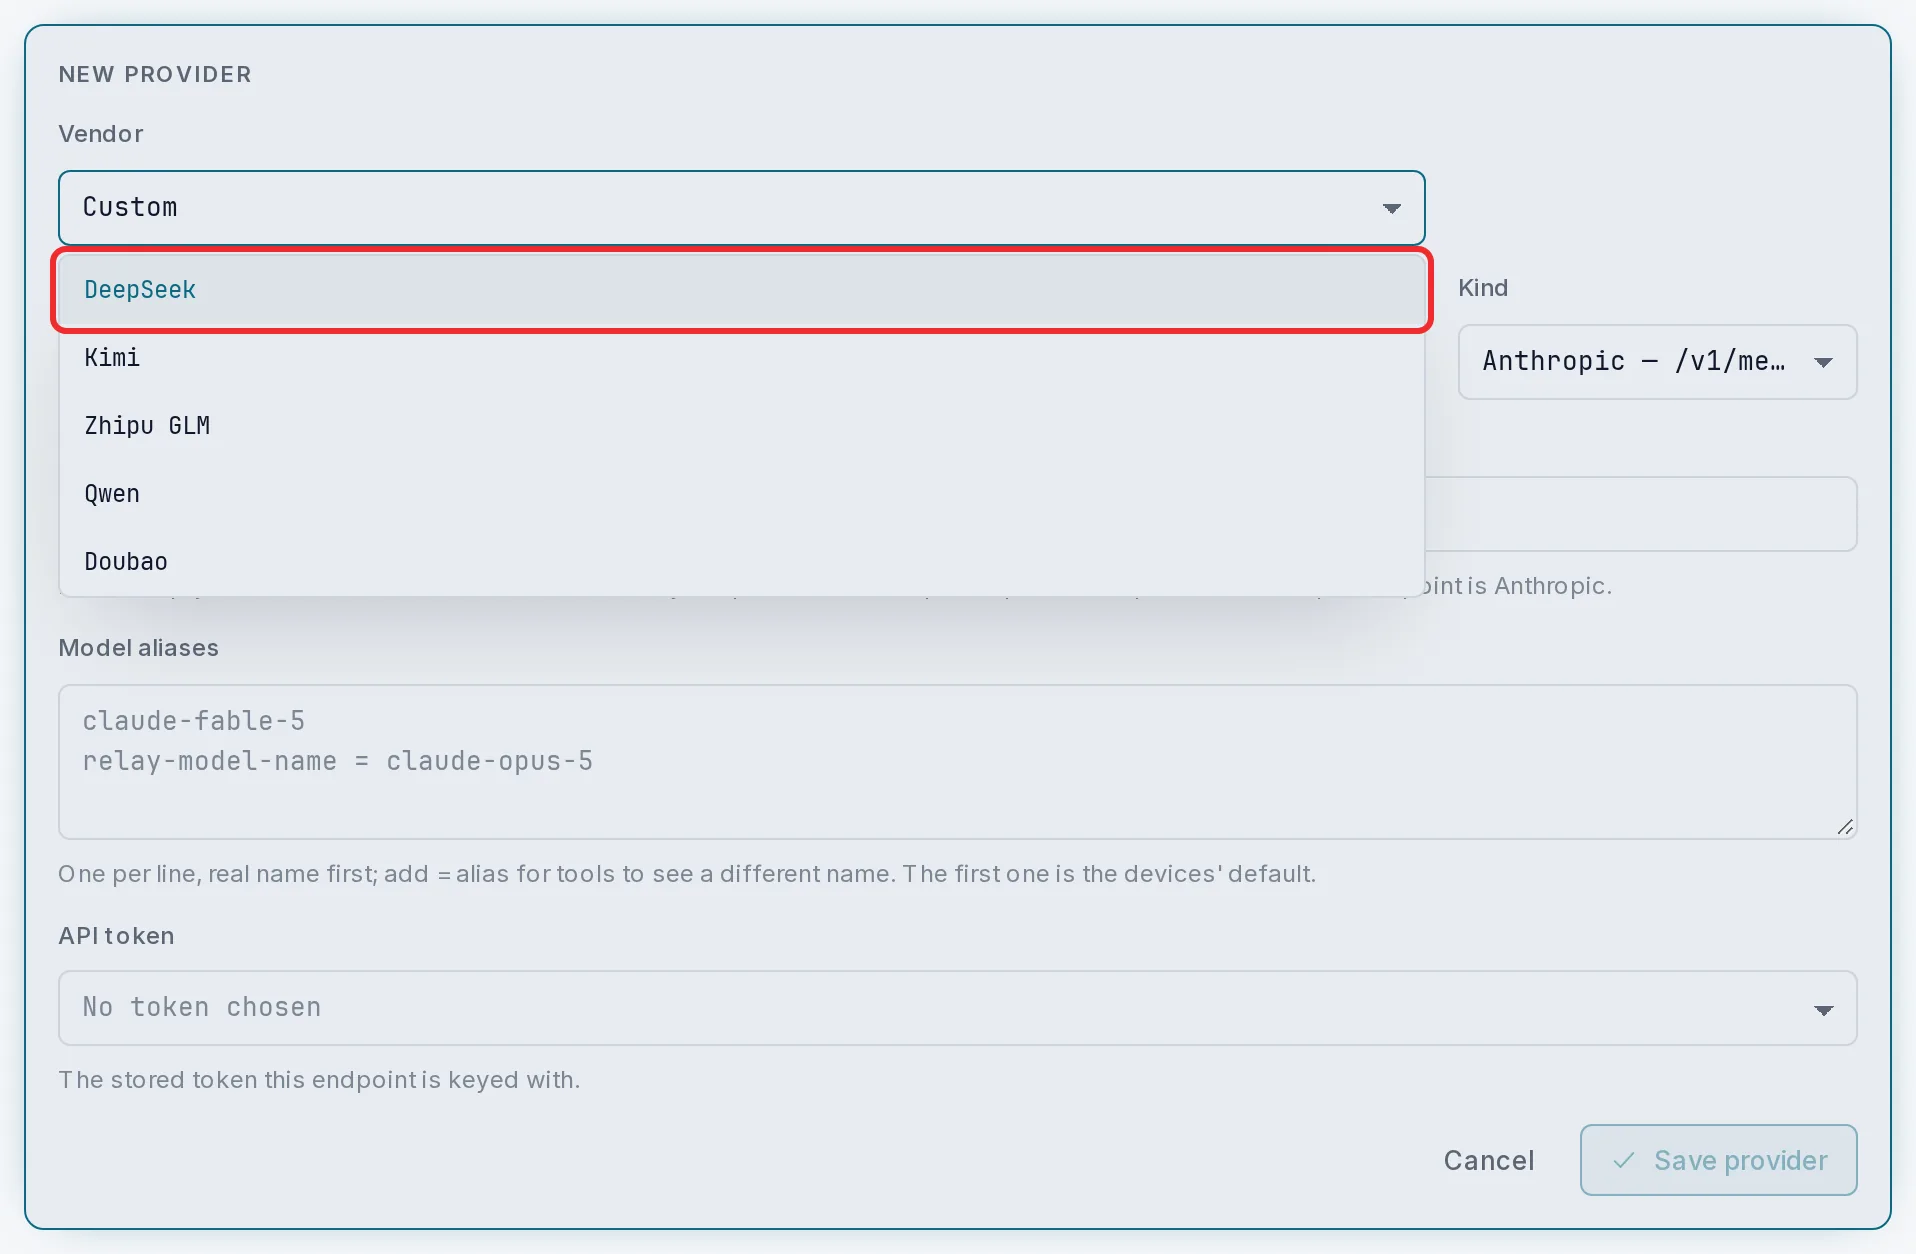 NEW PROVIDER
Vendor
Custom
DeepSeek
Kind
Kimi
Anthropic — /v1/me…
Zhipu GLM
Qwen
Doubao
is Anthropic.
Model aliases
claude-fable-5
relay-model-name = claude-opus-5
One per line, real name first; add =alias for tools to see a different name. The first one is the devices' default.
API token
No token chosen
The stored token this endpoint is keyed with.
Cancel
Save provider